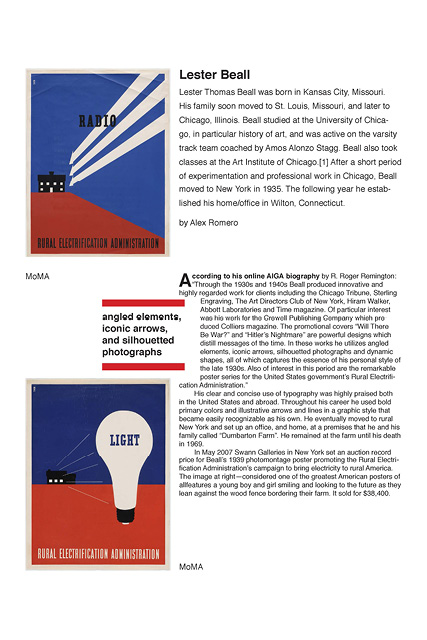 Lester Beall
Lester Thomas Beall was born in Kansas City, Missouri.
His family soon moved to St. Louis, Missouri, and later to
Chicago, Illinois. Beall studied at the University of Chica-
go, in particular history of art, and was active on the varsity
track team coached by Amos Alonzo Stagg. Beall also took
classes at the Art Institute of Chicago.[1] After a short period
of experimentation and professional work in Chicago, Beall
moved to New York in 1935. The following year he estab-
lished his home/office in Wilton, Connecticut.
by Alex Romero
RADIO
RURAL ELECTRIFICATION ADMINISTRATION
MoMA
According to his online AIGA biography by R. Roger Remington:
"Through the 1930s and 1940s Beall produced innovative and
highly regarded work for clients including the Chicago Tribune, Sterling
Engraving, The Art Directors Club of New York, Hiram Walker,
Abbott Laboratories and Time magazine. Of particular interest
was his work for the Crowell Publishing Company which pro
duced Colliers magazine. The promotional covers "Will There
Be War?" and "Hitler's Nightmare" are powerful designs which
distill messages of the time. In these works he utilizes angled
elements, iconic arrows, silhouetted photographs and dynamic
shapes, all of which captures the essence of his personal style of
the late 1930s. Also of interest in this period are the remarkable
poster series for the United States government's Rural Electrifi-
cation Administration."
His clear and concise use of typography was highly praised both
in the United States and abroad. Throughout his career he used bold
primary colors and illustrative arrows and lines in a graphic style that
became easily recognizable as his own. He eventually moved to rural
New York and set up an office, and home, at a premises that he and his
family called "Dumbarton Farm". He remained at the farm until his death
in 1969.
In May 2007 Swann Galleries in New York set an auction record
price for Beall's 1939 photomontage poster promoting the Rural Electri-
fication Administration's campaign to bring electricity to rural America.
The image at right—considered one of the greatest American posters of
allfeatures a young boy and girl smiling and looking to the future as they
lean against the wood fence bordering their farm. It sold for $38,400.
angled elements,
iconic arrows,
and silhouetted
photographs
LIGHT
RURAL ELECTRIFICATION ADMINISTRATION
MoMA